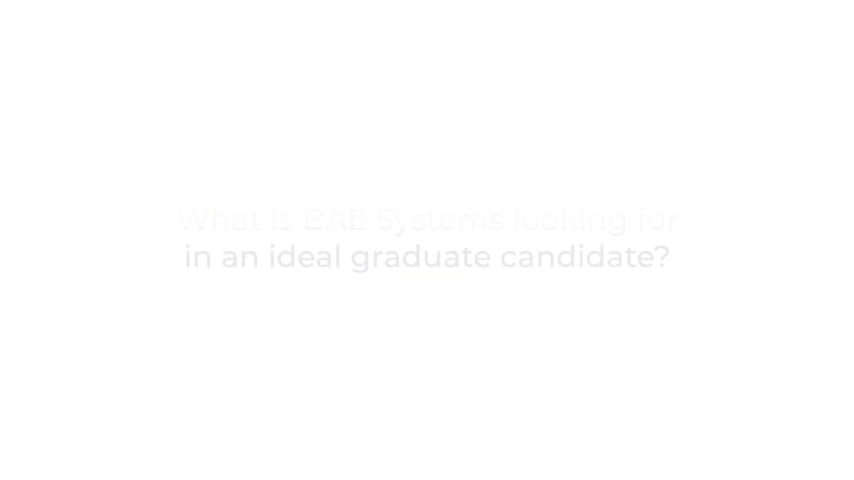 What is BAE Systems looking for
in an ideal graduate candidate?